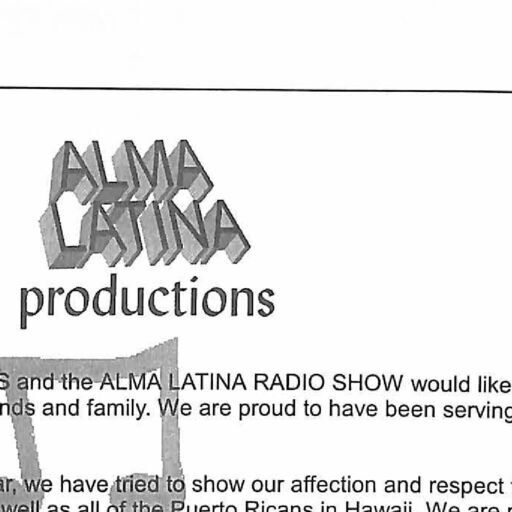 ALMA
LATINA
productions
S and the ALMA LATINA RADIO SHOW would like
nds and family. We are proud to have been serving
ar, we have tried to show our affection and respect
well as all of the Puerto Ricans in Hawaii. We are